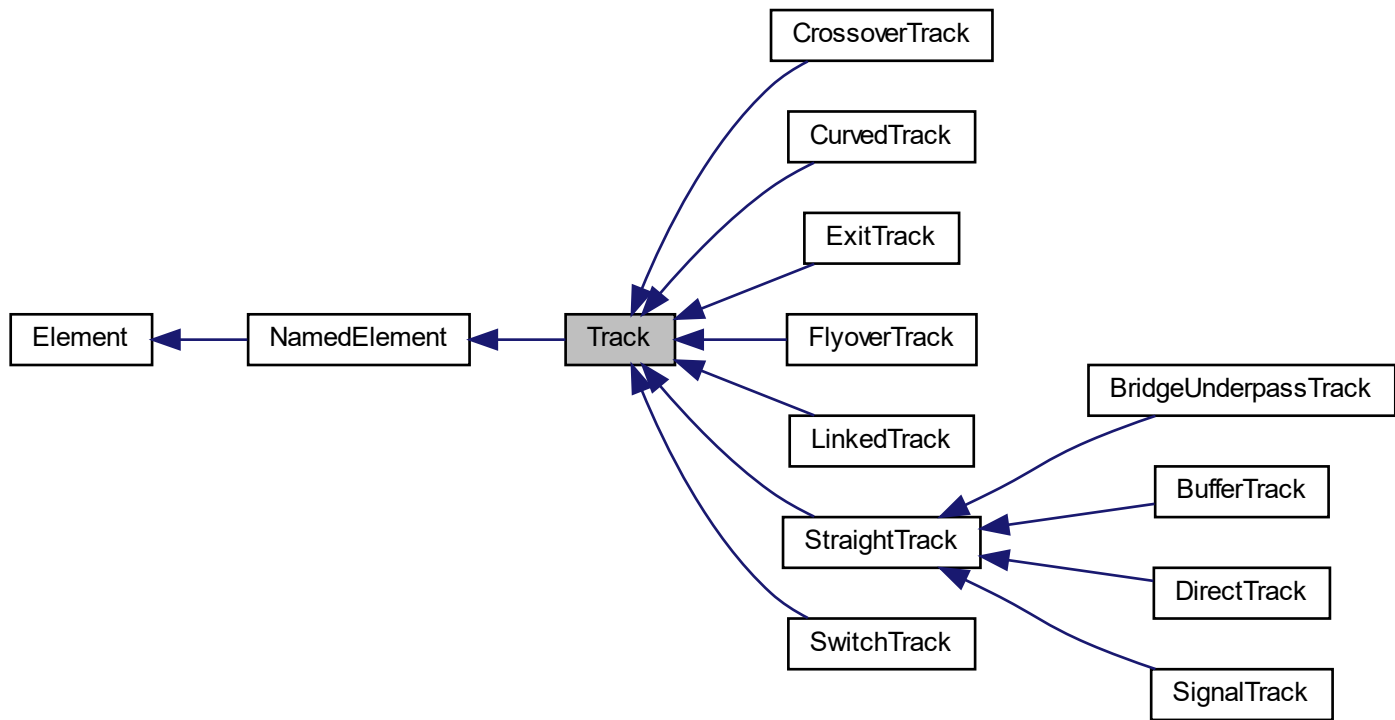 CrossoverTrack
CurvedTrack
ExitTrack
Element
NamedElement
Track
FlyoverTrack
LinkedTrack
BridgeUnderpassTrack
BufferTrack
StraightTrack
DirectTrack
SwitchTrack
SignalTrack